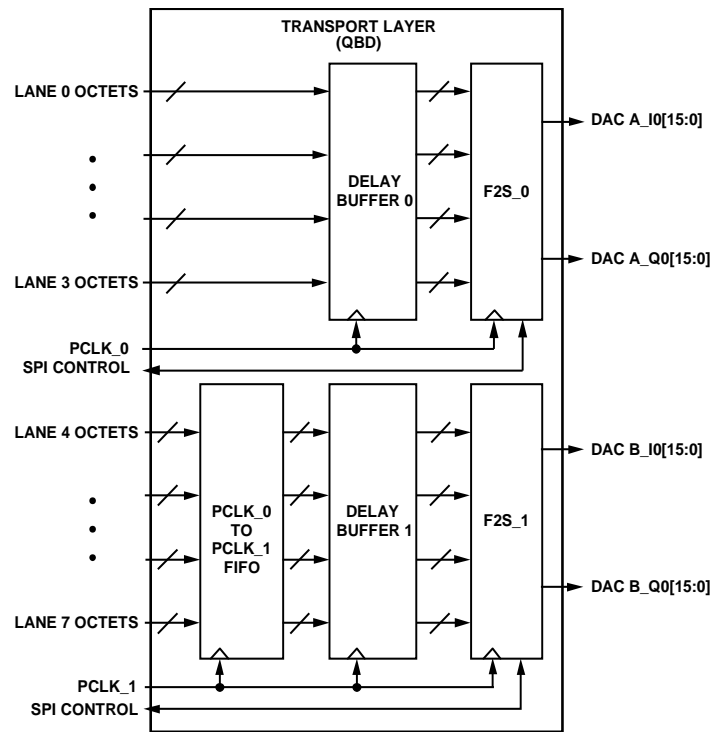 TRANSPORT LAYER
(QBD)
LANE 0 OCTETS
LANE 3 OCTETS
DELAY
BUFFER 0
F2S_0
DAC A_I0[15:0]
DAC A_Q0[15:0]
PCLK_0
SPI CONTROL
LANE 4 OCTETS
LANE 7 OCTETS
PCLK_0
TO
PCLK_1
FIFO
DELAY
BUFFER 1
F2S_1
DAC B_I0[15:0]
DAC B_Q0[15:0]
PCLK_1
SPI CONTROL